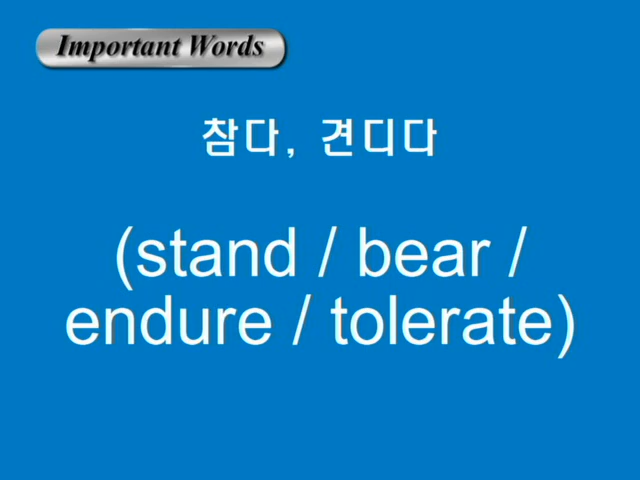 Important Words
참다, 견디다
(stand / bear /
endure / tolerate)